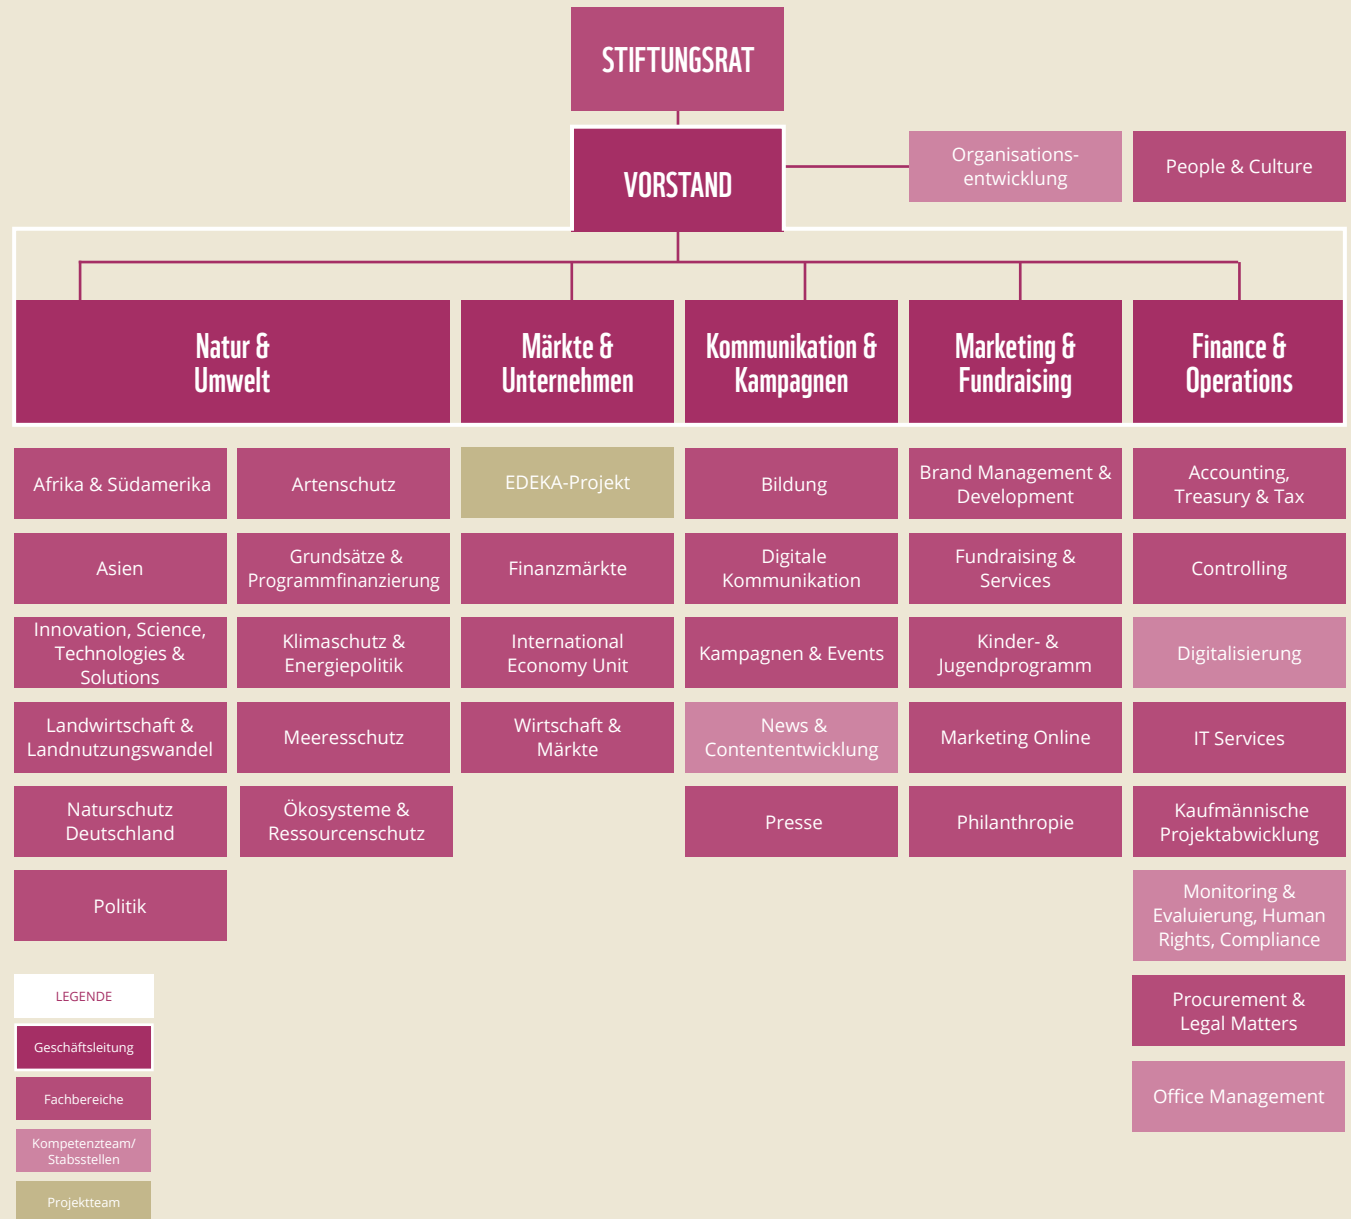 STIFTUNGSRAT
VORSTAND
Organisations-
entwicklung
People & Culture
Natur &
Umwelt
Märkte &
Unternehmen
Kommunikation &
Kampagnen
Marketing &
Fundraising
Finance &
Operations
Afrika & Südamerika
Asien
Innovation, Science,
Technologies &
Solutions
Landwirtschaft &
Landnutzungswandel
Naturschutz
Deutschland
Politik
Artenschutz
Grundsätze &
Programmfinanzierung
Klimaschutz &
Energiepolitik
Meeresschutz
Ökosysteme &
Ressourcenschutz
EDEKA-Projekt
Finanzmärkte
International
Economy Unit
Wirtschaft &
Märkte
Bildung
Digitale
Kommunikation
Kampagnen & Events
News &
Contententwicklung
Presse
Brand Management &
Development
Fundraising &
Services
Kinder- &
Jugendprogramm
Marketing Online
Philanthropie
Accounting,
Treasury & Tax
Controlling
Digitalisierung
IT Services
Kaufmännische
Projektabwicklung
Monitoring &
Evaluierung, Human
Rights, Compliance
Procurement &
Legal Matters
Office Management
LEGENDE
Geschäftsleitung
Fachbereiche
Kompetenzteam/
Stabsstellen
Projektteam